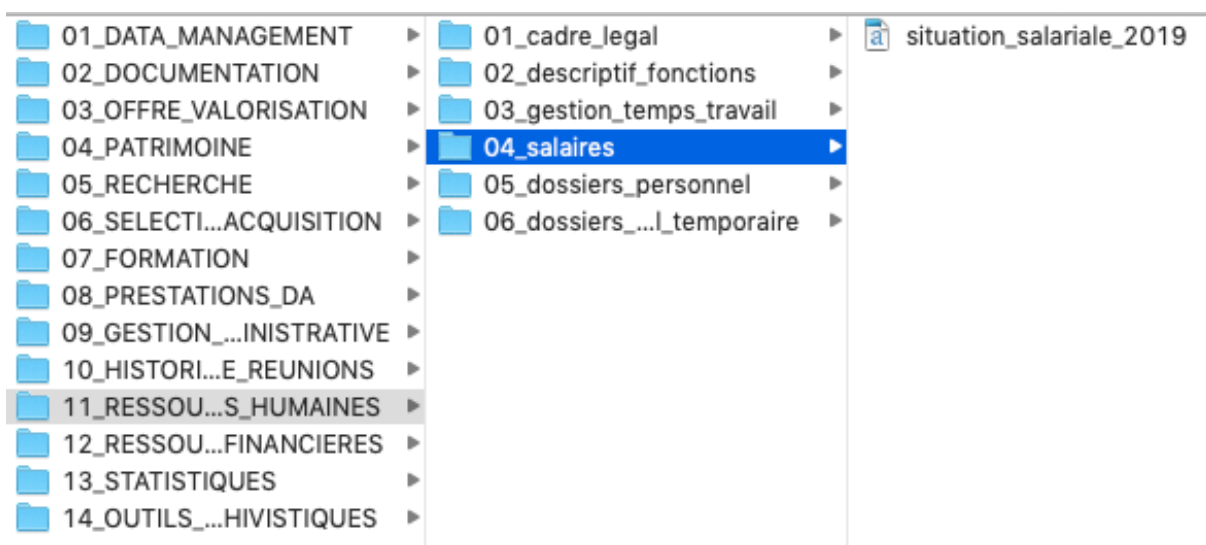 01_DATA_MANAGEMENT
02_DOCUMENTATION
03_OFFRE_VALORISATION
04_PATRIMOINE
05_RECHERCHE
06_SELECTI...ACQUISITION
07_FORMATION
08_PRESTATIONS_DA
09_GESTION_...INISTRATIVE
10_HISTORI...E_REUNIONS
11_RESSOU...S_HUMAINES
12_RESSOU...FINANCIERES
13_STATISTIQUES
14_OUTILS_...HIVISTIQUES
01_cadre_legal
02_descriptif_fonctions
03_gestion_temps_travail
04_salaires
05_dossiers_personnel
06_dossiers_...l_temporaire
situation_salariale_2019